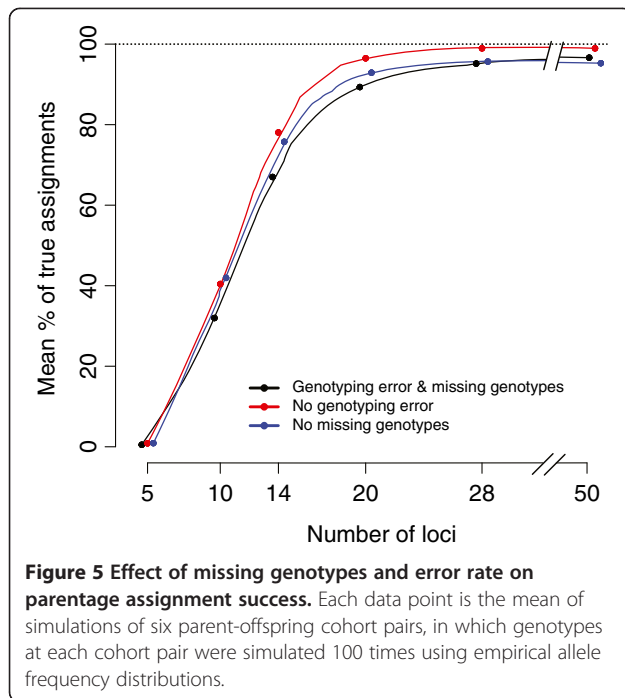 100
80
60
40
20
0
Mean % of true assignments
Genotyping error & missing genotypes
No genotyping error
No missing genotypes
5 10 14 20 28 50
Number of loci
Figure 5 Effect of missing genotypes and error rate on
parentage assignment success. Each data point is the mean of
simulations of six parent-offspring cohort pairs, in which genotypes
at each cohort pair were simulated 100 times using empirical allele
frequency distributions.